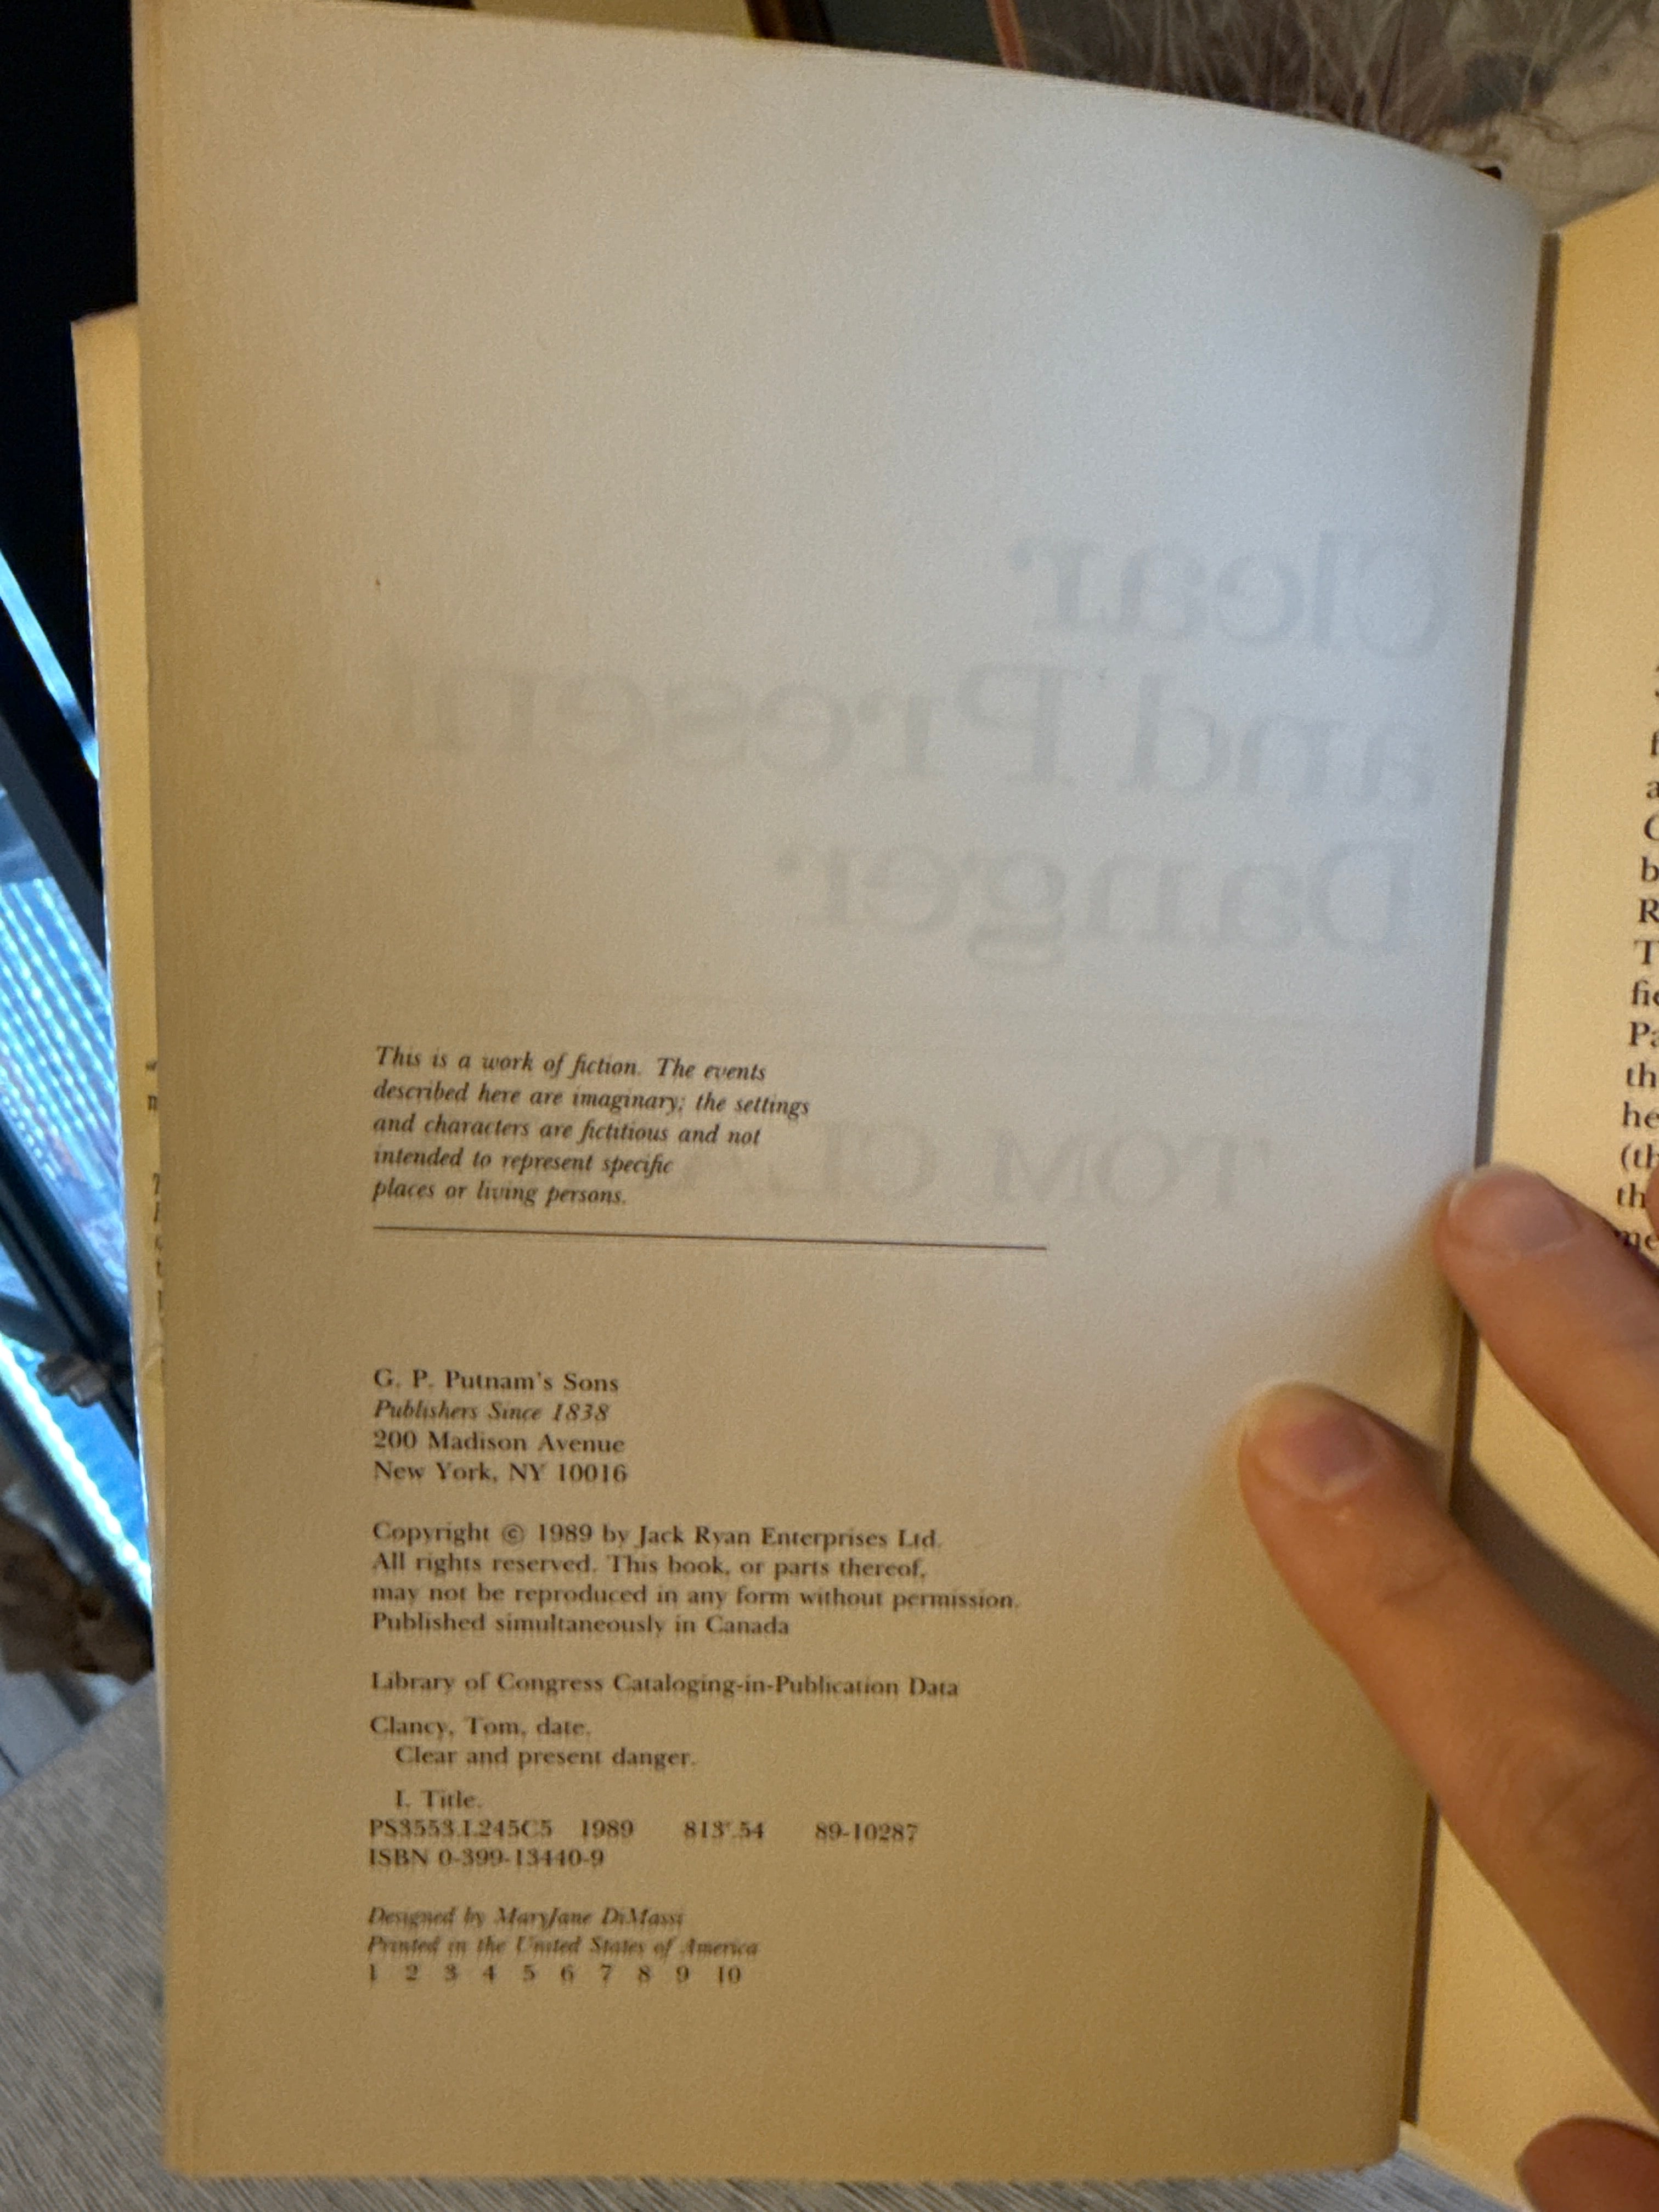 This is a work of fiction. The events
described here are imaginary; the settings
and characters are fictitious and not
intended to represent specific
places or living persons.
G. P. Putnam's Sons
Publishers Since 1838
200 Madison Avenue
New York, NY 10016
Copyright © 1989 by Jack Ryan Enterprises Ltd.
All rights reserved. This book, or parts thereof,
may not be reproduced in any form without permission.
Published simultaneously in Canada
Library of Congress Cataloging-in-Publication Data
Clancy, Tom, date.
Clear and present danger.
I. Title.
PS3553.L245C5 1989 813'.54 89-10287
ISBN 0-399-13440-9
Designed by MaryJane DiMassi
Printed in the United States of America
1 2 3 4 5 6 7 8 9 10